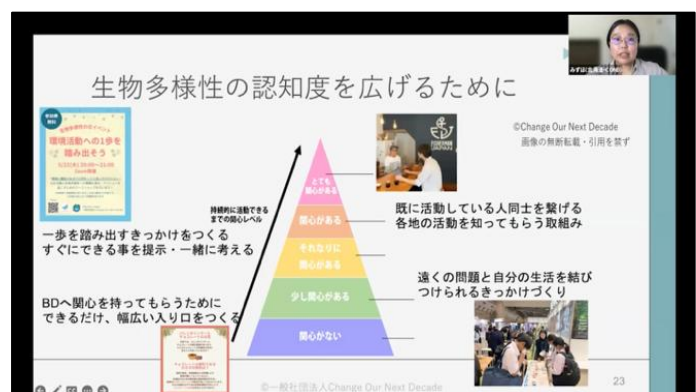 みずほ
生物多様性の認知度を広げるために
©Change Our Next Decade
画像の無断転載・引用を禁ず
環境活動への1歩を
踏み出そう
とても
関心がある
持続的に活動できる
までの関心レベル
関心がある
既に活動している人同士を繋げる
各地の活動を知ってもらう取組み
一歩を踏み出すきっかけをつくる
すぐにできる事を提示・一緒に考える
それなりに
関心がある
遠くの問題と自分の生活を結び
つけられるきっかけづくり
少し関心がある
BDへ関心を持ってもらうために
できるだけ、幅広い入り口をつくる
関心がない
©一般社団法人Change Our Next Decade
23